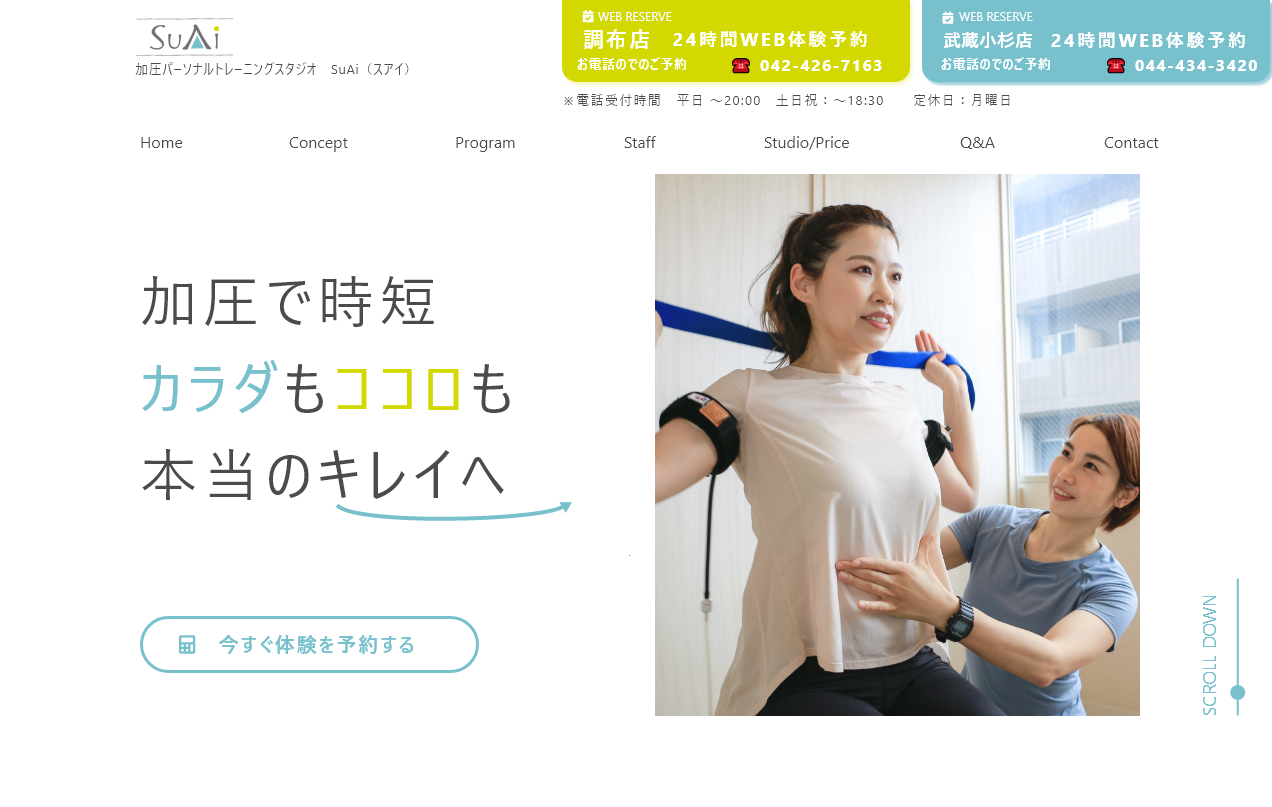 SuAi
加圧パーソナルトレーニングスタジオ　SuAi（スアイ）
WEB RESERVE
調布店　24時間WEB体験予約
お電話のでのご予約　☎ 042-426-7163
WEB RESERVE
武蔵小杉店　24時間WEB体験予約
お電話のでのご予約　☎ 044-434-3420
※電話受付時間　平日 〜20:00　土日祝：〜18:30　　定休日：月曜日
Home Concept Program Staff Studio/Price Q&A Contact
加圧で時短
カラダもココロも
本当のキレイへ
今すぐ体験を予約する
SCROLL DOWN